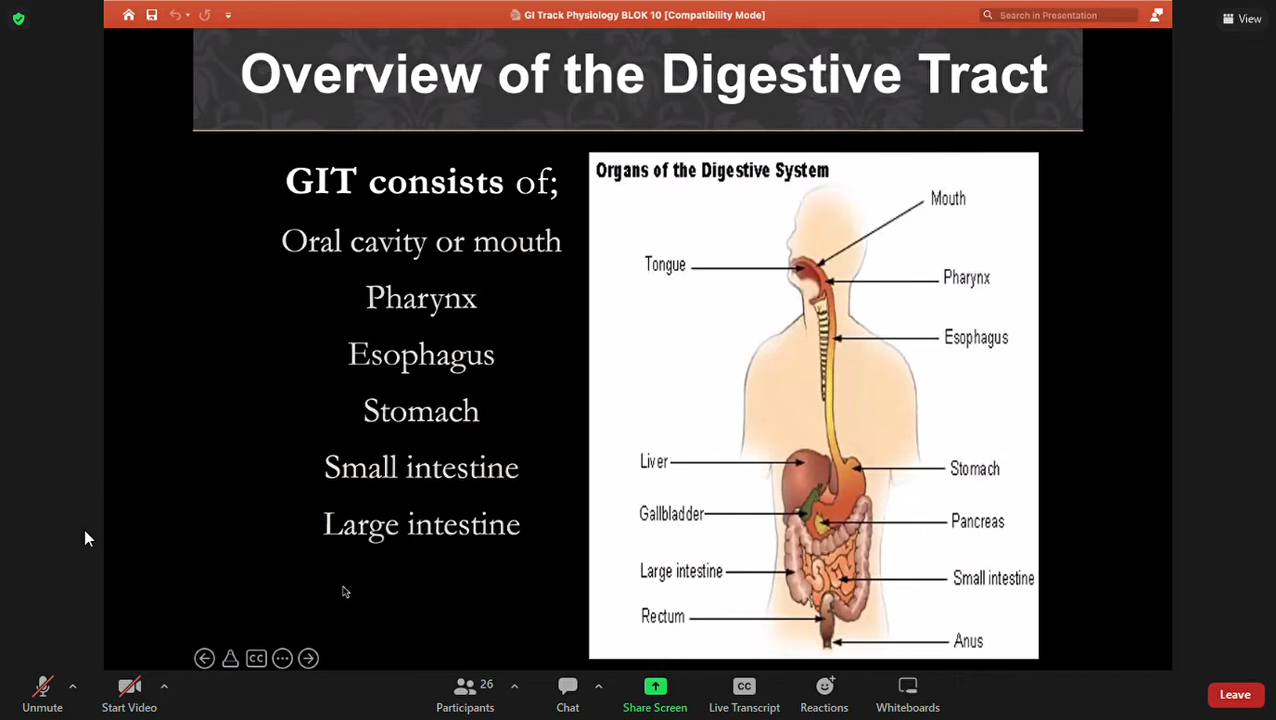 GI Track Physiology BLOK 10 [Compatibility Mode]
Search in Presentation
View
Overview of the Digestive Tract
GIT consists of;
Oral cavity or mouth
Pharynx
Esophagus
Stomach
Small intestine
Large intestine
Organs of the Digestive System
Mouth
Tongue
Pharynx
Esophagus
Liver
Stomach
Gallbladder
Pancreas
Large intestine
Small intestine
Rectum
Anus
CC
26
CC
Unmute
Start Video
Participants
Chat
Share Screen
Live Transcript
Reactions
Whiteboards
Leave